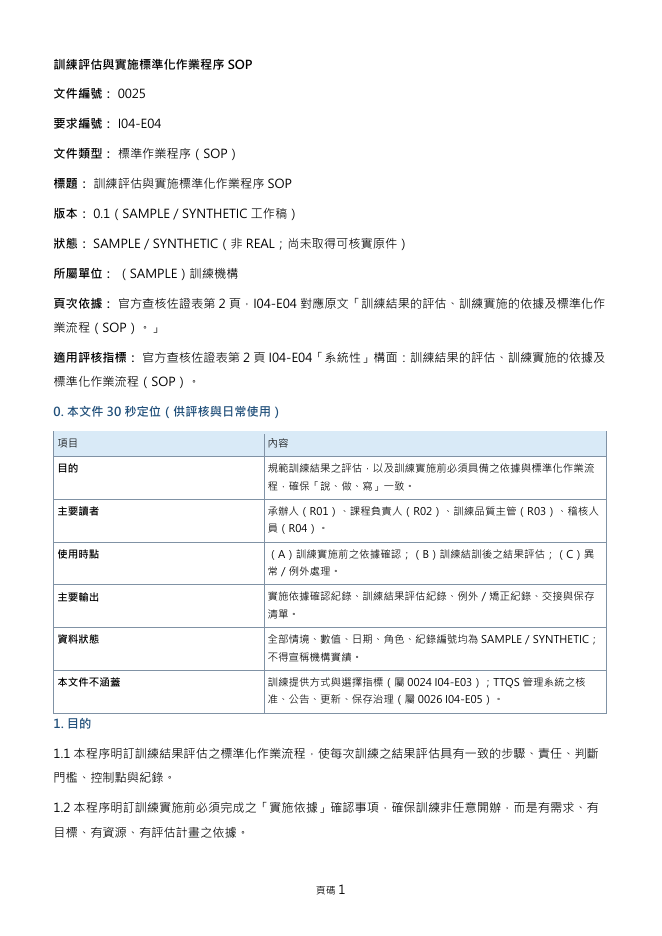 訓練評估與實施標準化作業程序 SOP
文件編號： 0025
要求編號： I04-E04
文件類型： 標準作業程序（SOP）
標題： 訓練評估與實施標準化作業程序 SOP
版本： 0.1（SAMPLE / SYNTHETIC 工作稿）
狀態： SAMPLE / SYNTHETIC（非 REAL；尚未取得可核實原件）
所屬單位： （SAMPLE）訓練機構
頁次依據： 官方查核佐證表第 2 頁，I04-E04 對應原文「訓練結果的評估、訓練實施的依據及標準化作
業流程（SOP）。」
適用評核指標： 官方查核佐證表第 2 頁 I04-E04「系統性」構面：訓練結果的評估、訓練實施的依據及
標準化作業流程（SOP）。
0. 本文件 30 秒定位（供評核與日常使用）
項目 內容
目的 規範訓練結果之評估，以及訓練實施前必須具備之依據與標準化作業流
程，確保「說、做、寫」一致。
主要讀者 承辦人（R01）、課程負責人（R02）、訓練品質主管（R03）、稽核人
員（R04）。
使用時點 （A）訓練實施前之依據確認；（B）訓練結訓後之結果評估；（C）異
常 / 例外處理。
主要輸出 實施依據確認紀錄、訓練結果評估紀錄、例外 / 矯正紀錄、交接與保存
清單。
資料狀態 全部情境、數值、日期、角色、紀錄編號均為 SAMPLE / SYNTHETIC；
不得宣稱機構實績。
本文件不涵蓋 訓練提供方式與選擇指標（屬 0024 I04-E03）；TTQS 管理系統之核
准、公告、更新、保存治理（屬 0026 I04-E05）。
1. 目的
1.1 本程序明訂訓練結果評估之標準化作業流程，使每次訓練之結果評估具有一致的步驟、責任、判斷
門檻、控制點與紀錄。
1.2 本程序明訂訓練實施前必須完成之「實施依據」確認事項，確保訓練非任意開辦，而是有需求、有
目標、有資源、有評估計畫之依據。
頁碼 1